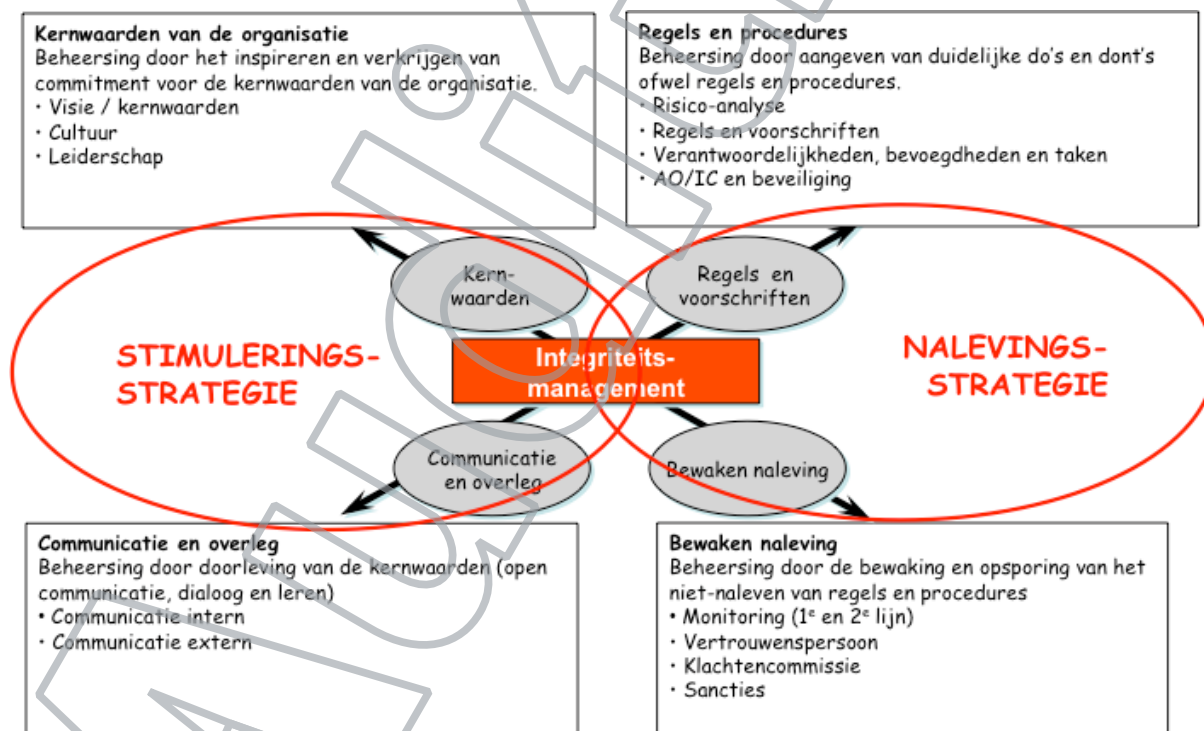 Kernwaarden van de organisatie
Beheersing door het inspireren en verkrijgen van
commitment voor de kernwaarden van de organisatie.
· Visie / kernwaarden
· Cultuur
· Leiderschap
Regels en procedures
Beheersing door aangeven van duidelijke do's en dont's
ofwel regels en procedures.
· Risico-analyse
· Regels en voorschriften
· Verantwoordelijkheden, bevoegdheden en taken
· AO/IC en beveiliging
Kern-
waarden
Regels en
voorschriften
STIMULERINGS-
STRATEGIE
Integriteits-
management
NALEVINGS-
STRATEGIE
Communicatie
en overleg
Bewaken naleving
Communicatie en overleg
Beheersing door doorleving van de kernwaarden (open
communicatie, dialoog en leren)
• Communicatie intern
· Communicatie extern
Bewaken naleving
Beheersing door de bewaking en opsporing van het
niet-naleven van regels en procedures
• Monitoring (1e en 2e lijn)
· Vertrouwenspersoon
· Klachtencommissie
· Sancties